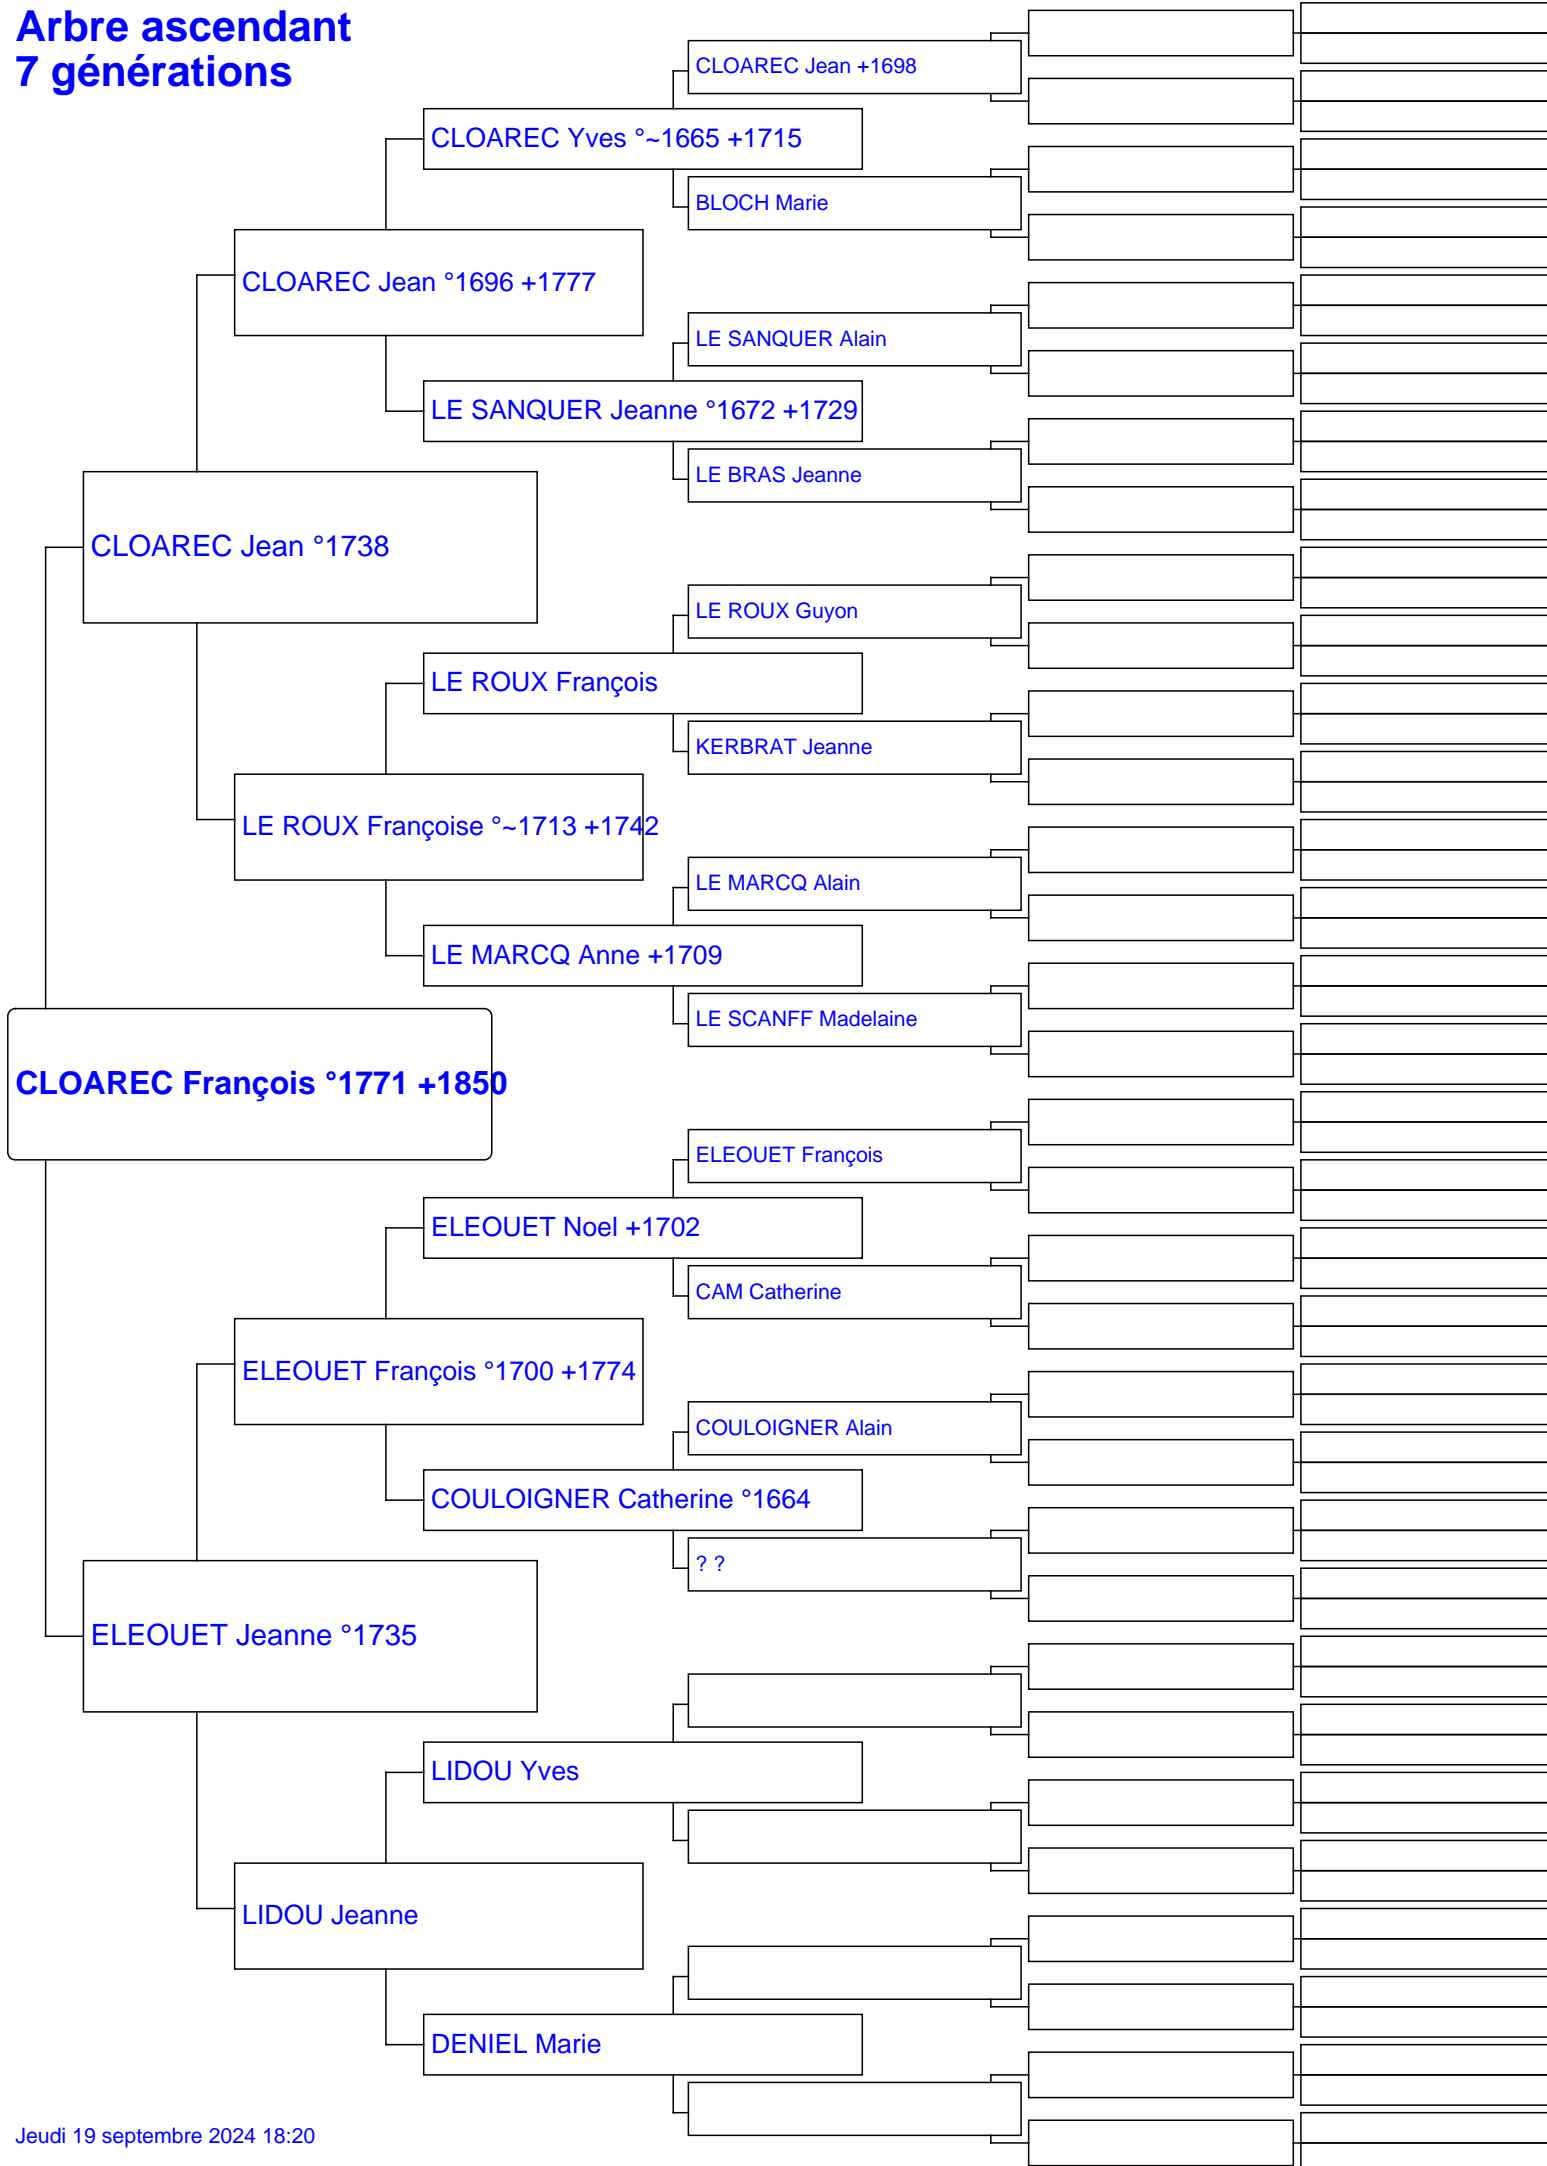 Arbre ascendant
7 générations
CLOAREC Jean +1698
CLOAREC Yves °~1665 +1715
BLOCH Marie
CLOAREC Jean °1696 +1777
LE SANQUER Alain
LE SANQUER Jeanne °1672 +1729
LE BRAS Jeanne
CLOAREC Jean °1738
LE ROUX Guyon
LE ROUX François
KERBRAT Jeanne
LE ROUX Françoise °~1713 +1742
LE MARCQ Alain
LE MARCQ Anne +1709
LE SCANFF Madelaine
CLOAREC François °1771 +1850
ELEOUET François
ELEOUET Noel +1702
CAM Catherine
ELEOUET François °1700 +1774
COULOIGNER Alain
COULOIGNER Catherine °1664
? ?
ELEOUET Jeanne °1735
LIDOU Yves
LIDOU Jeanne
DENIEL Marie
Jeudi 19 septembre 2024 18:20